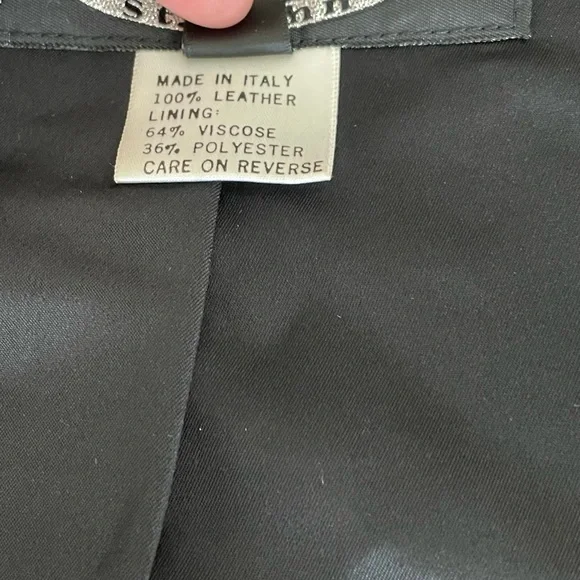 MADE IN ITALY
100% LEATHER
LINING:
64% VISCOSE
36% POLYESTER
CARE ON REVERSE